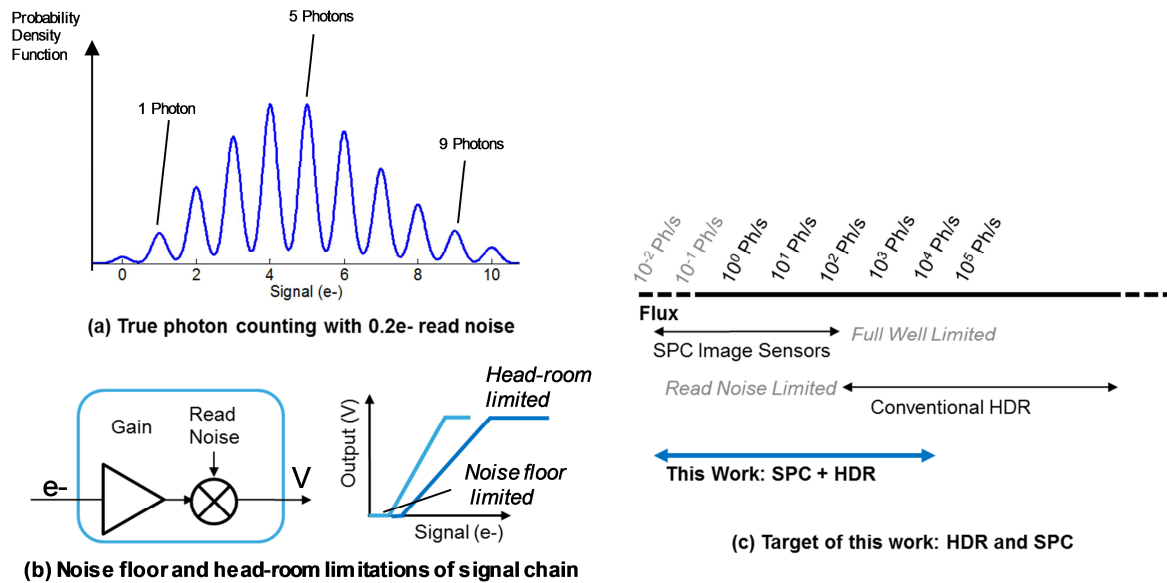 Probability
Density
Function
5 Photons
1 Photon
9 Photons
0 2 4 6 8 10
Signal (e-)
(a) True photon counting with 0.2e- read noise
Gain
Read
Noise
e-
V
Output (V)
Head-room
limited
Noise floor
limited
Signal (e-)
(b) Noise floor and head-room limitations of signal chain
10⁻² Ph/s 10⁻¹ Ph/s 10⁰ Ph/s 10¹ Ph/s 10² Ph/s 10³ Ph/s 10⁴ Ph/s 10⁵ Ph/s
Flux
SPC Image Sensors
Full Well Limited
Read Noise Limited
Conventional HDR
This Work: SPC + HDR
(c) Target of this work: HDR and SPC